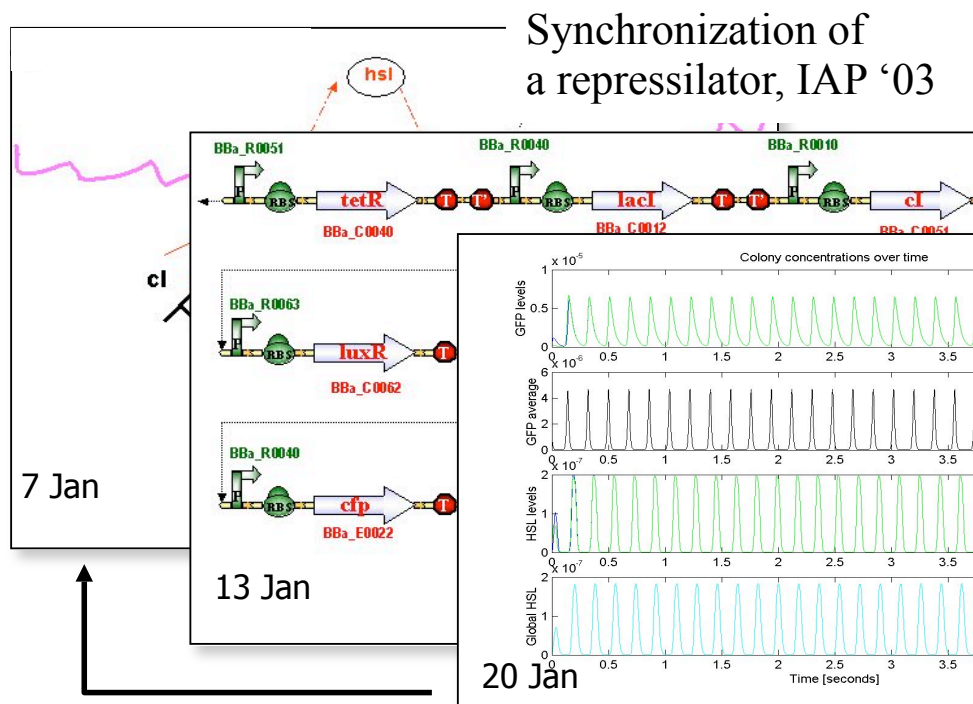 Synchronization of
a repressilator, IAP ‘03
hsl
cI
7 Jan
BBa_R0051 BBa_R0040 BBa_R0010
P RBS tetR T T' P RBS lacI T T' P RBS cI
BBa_C0040 BBa_C0012 BBa_C0051
BBa_R0063
P RBS luxR T
BBa_C0062
BBa_R0040
P RBS cfp T
BBa_E0022
13 Jan
Colony concentrations over time
x 10⁻⁵
GFP levels
1
0.5
0
0 0.5 1 1.5 2 2.5 3 3.5
x 10⁻⁶
GFP average
6
4
2
0
0 0.5 1 1.5 2 2.5 3 3.5
x 10⁻⁷
HSL levels
2
1
0
0 0.5 1 1.5 2 2.5 3 3.5
x 10⁻⁷
Global HSL
2
1
0
0 0.5 1 1.5 2 2.5 3 3.5
Time [seconds]
20 Jan